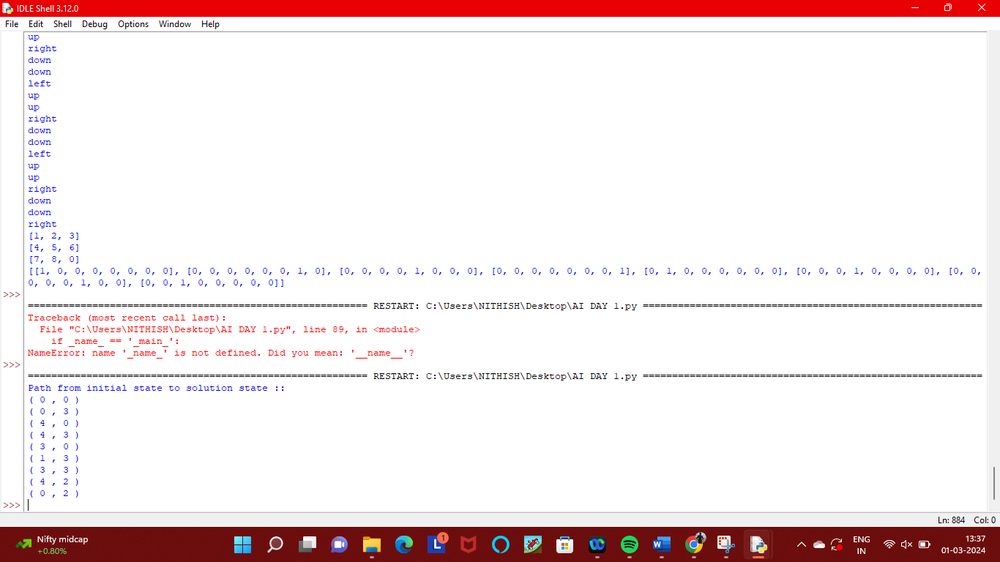 IDLE Shell 3.12.0
File Edit Shell Debug Options Window Help
up
right
down
down
left
up
up
right
down
down
left
up
up
right
down
down
right
[1, 2, 3]
[4, 5, 6]
[7, 8, 0]
[[1, 0, 0, 0, 0, 0, 0, 0], [0, 0, 0, 0, 0, 0, 1, 0], [0, 0, 0, 0, 1, 0, 0, 0], [0, 0, 0, 0, 0, 0, 0, 1], [0, 1, 0, 0, 0, 0, 0, 0], [0, 0, 0, 1, 0, 0, 0, 0], [0, 0,
0, 0, 0, 1, 0, 0], [0, 0, 1, 0, 0, 0, 0, 0]]
>>>
========================================================== RESTART: C:\Users\NITHISH\Desktop\AI DAY 1.py ==========================================================
Traceback (most recent call last):
File "C:\Users\NITHISH\Desktop\AI DAY 1.py", line 89, in <module>
if _name_ == '_main_':
NameError: name '_name_' is not defined. Did you mean: '__name__'?
>>>
========================================================== RESTART: C:\Users\NITHISH\Desktop\AI DAY 1.py ==========================================================
Path from initial state to solution state ::
( 0 , 0 )
( 0 , 3 )
( 4 , 0 )
( 4 , 3 )
( 3 , 0 )
( 1 , 3 )
( 3 , 3 )
( 4 , 2 )
( 0 , 2 )
>>>
Ln: 884 Col: 0
Nifty midcap
+0.80%
L
1
W
ENG
IN
13:37
01-03-2024